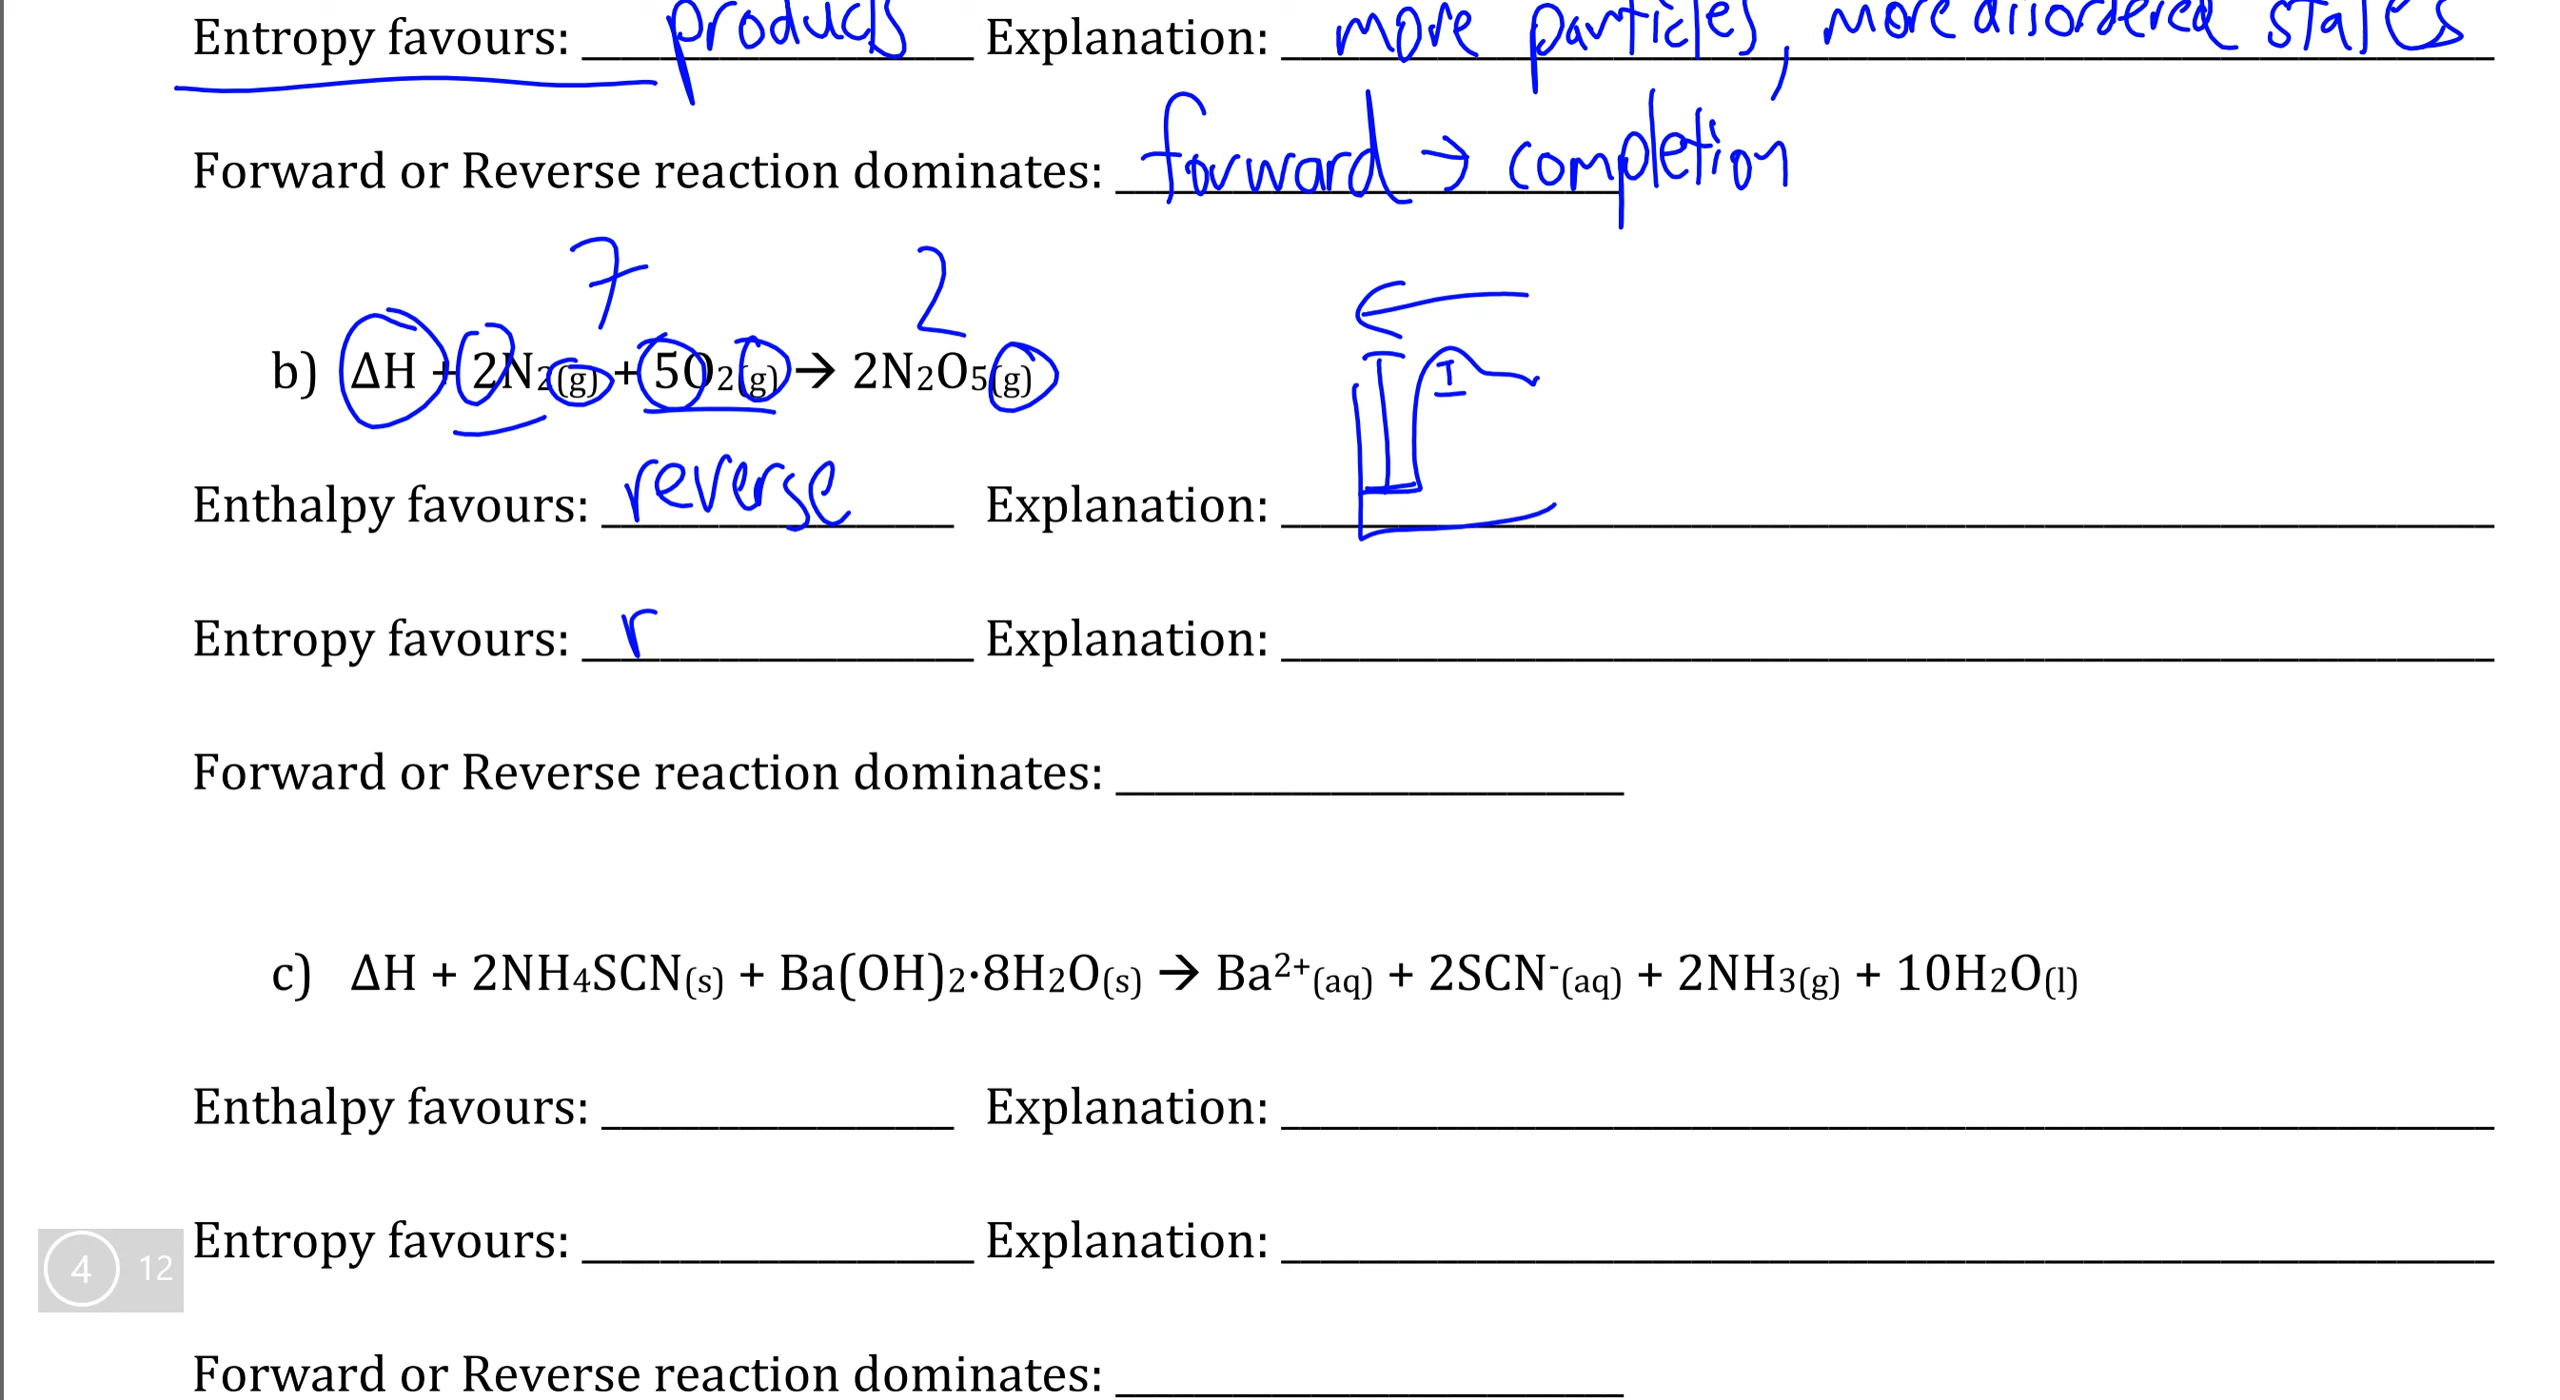 Entropy favours: products Explanation: more particles, more disordered states
Forward or Reverse reaction dominates: forward → completion
7 2
b) ΔH + 2N2(g) + 5O2(g) → 2N2O5(g)
Enthalpy favours: reverse Explanation:
Entropy favours: r Explanation:
Forward or Reverse reaction dominates:
c) ΔH + 2NH4SCN(s) + Ba(OH)2·8H2O(s) → Ba2+(aq) + 2SCN-(aq) + 2NH3(g) + 10H2O(l)
Enthalpy favours: Explanation:
4 12 Entropy favours: Explanation:
Forward or Reverse reaction dominates: